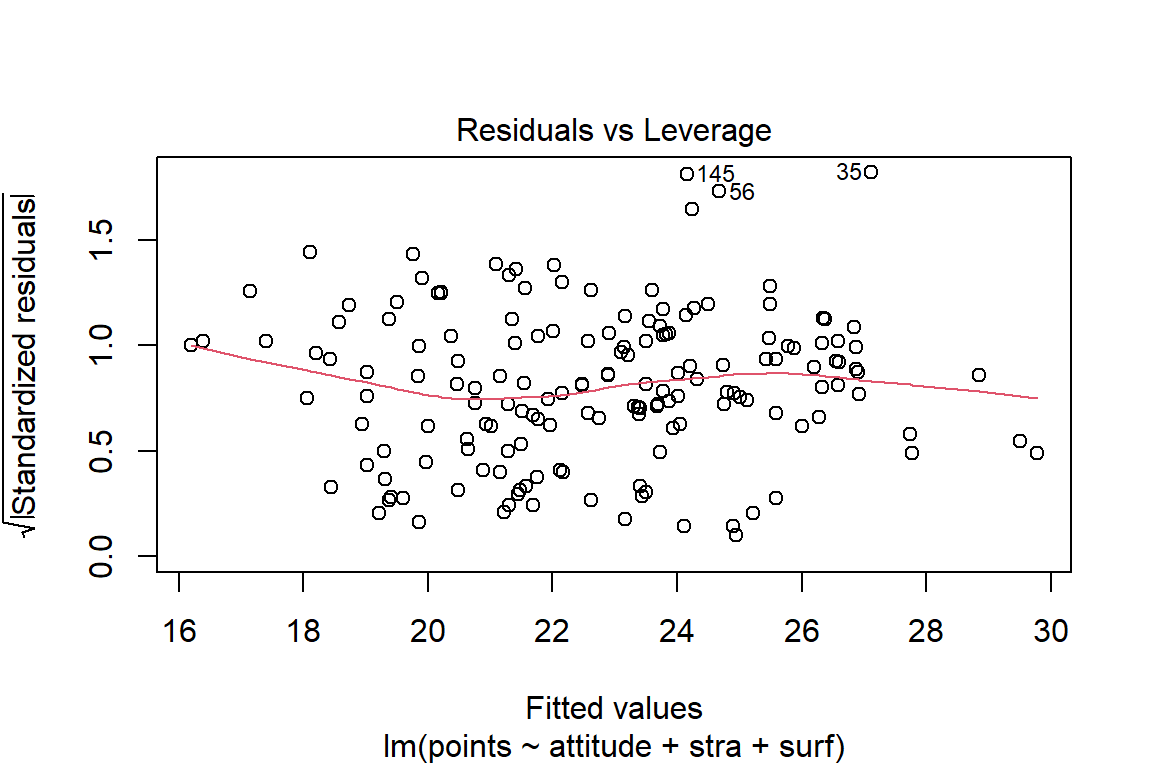 Residuals vs Leverage
√|Standardized residuals|
0.0 0.5 1.0 1.5
145
56
35
16 18 20 22 24 26 28 30
Fitted values
lm(points ~ attitude + stra + surf)